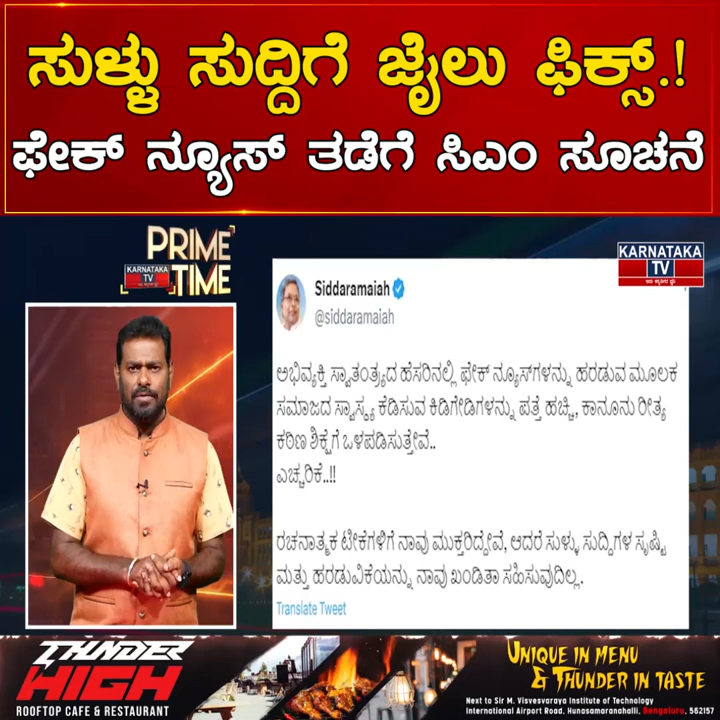 ಸುಳ್ಳು ಸುದ್ದಿಗೆ ಜೈಲು ಫಿಕ್ಸ್.!
ಫೇಕ್ ನ್ಯೂಸ್ ತಡೆಗೆ ಸಿಎಂ ಸೂಚನೆ
PRIME
KARNATAKA
TV
TIME
KARNATAKA
TV
Siddaramaiah
@siddaramaiah
ಅಭಿವ್ಯಕ್ತಿ ಸ್ವಾತಂತ್ರ್ಯದ ಹೆಸರಿನಲ್ಲಿ ಫೇಕ್ ನ್ಯೂಸ್‌ಗಳನ್ನು ಹರಡುವ ಮೂಲಕ
ಸಮಾಜದ ಸ್ವಾಸ್ಥ್ಯ ಕೆಡಿಸುವ ಕಿಡಿಗೇಡಿಗಳನ್ನು ಪತ್ತೆ ಹಚ್ಚಿ, ಕಾನೂನು ರೀತ್ಯ
ಕಠಿಣ ಶಿಕ್ಷೆಗೆ ಒಳಪಡಿಸುತ್ತೇವೆ..
ಎಚ್ಚರಿಕೆ..!!
ರಚನಾತ್ಮಕ ಟೀಕೆಗಳಿಗೆ ನಾವು ಮುಕ್ತರಿದ್ದೇವೆ, ಆದರೆ ಸುಳ್ಳು ಸುದ್ದಿಗಳ ಸೃಷ್ಟಿ
ಮತ್ತು ಹರಡುವಿಕೆಯನ್ನು ನಾವು ಖಂಡಿತಾ ಸಹಿಸುವುದಿಲ್ಲ.
Translate Tweet
THUNDER
HIGH
ROOFTOP CAFE & RESTAURANT
UNIQUE IN MENU
& THUNDER IN TASTE
Next to Sir M. Visvesvaraya Institute of Technology
International Airport Road, Hunasamaranahalli, Bengaluru, 562157